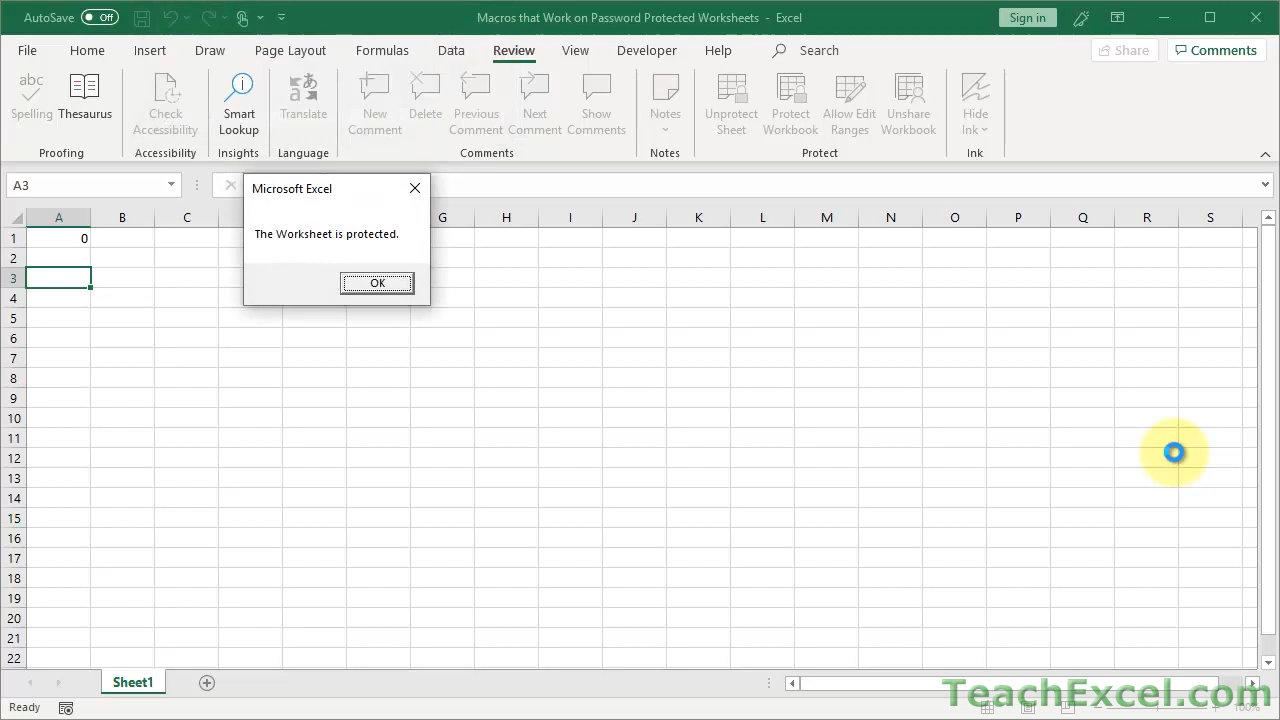 AutoSave Off Macros that Work on Password Protected Worksheets - Excel Sign in
File Home Insert Draw Page Layout Formulas Data Review View Developer Help Search Share Comments
abc
Spelling Thesaurus Check Accessibility Smart Lookup Translate New Comment Delete Previous Comment Next Comment Show Comments Notes Unprotect Sheet Protect Workbook Allow Edit Ranges Unshare Workbook Hide Ink
Proofing Accessibility Insights Language Comments Notes Protect Ink
A3
Microsoft Excel
The Worksheet is protected.
OK
A B C G H I J K L M N O P Q R S
1 0
2
3
4
5
6
7
8
9
10
11
12
13
14
15
16
17
18
19
20
21
22
Sheet1
Ready
100%
TeachExcel.com